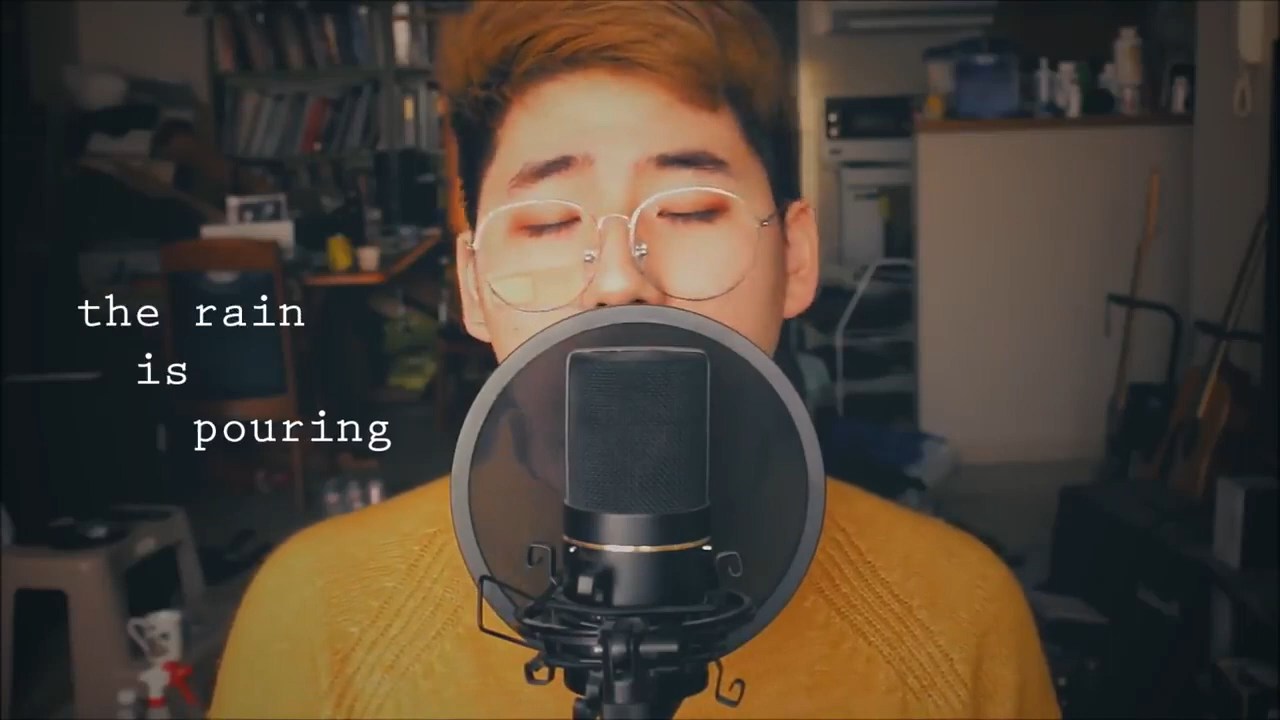 the rain
is
pouring